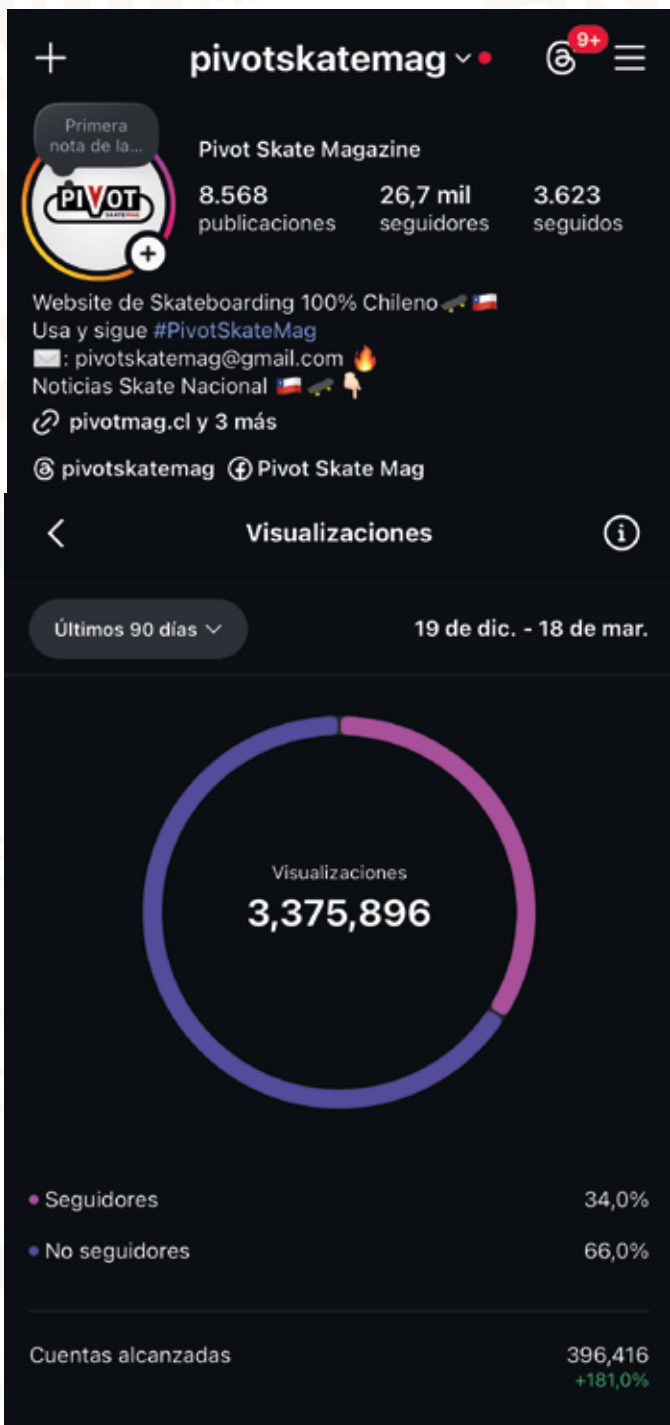 pivotskatemag
9+
Primera
nota de la...
PIVOT
Pivot Skate Magazine
8.568 26,7 mil 3.623
publicaciones seguidores seguidos
Website de Skateboarding 100% Chileno🛹🇨🇱
Usa y sigue #PivotSkateMag
✉️: pivotskatemag@gmail.com 🔥
Noticias Skate Nacional 🇨🇱🛹👇🏻
pivotmag.cl y 3 más
pivotskatemag Pivot Skate Mag
Visualizaciones
Últimos 90 días 19 de dic. - 18 de mar.
Visualizaciones
3,375,896
Seguidores 34,0%
No seguidores 66,0%
Cuentas alcanzadas 396,416
+181,0%